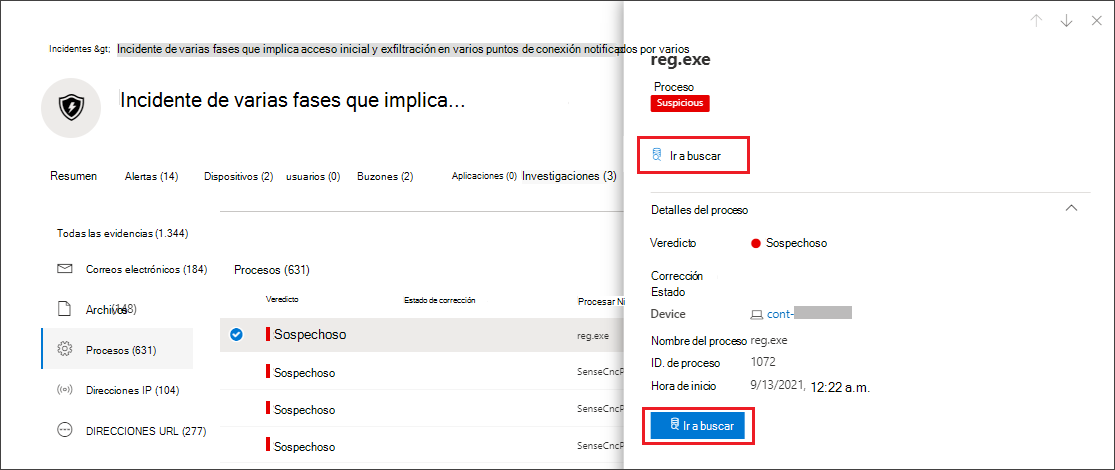 Incidentes &gt; Incidente de varias fases que implica acceso inicial y exfiltración en varios puntos de conexión notificados por varios
Incidente de varias fases que implica...
Resumen Alertas (14) Dispositivos (2) usuarios (0) Buzones (2) Aplicaciones (0) Investigaciones (3)
Todas las evidencias (1.344)
Correos electrónicos (184)
Archivos (148)
Procesos (631)
Direcciones IP (104)
DIRECCIONES URL (277)
Procesos (631)
Veredicto Estado de corrección Procesar Ni
Sospechoso reg.exe
Sospechoso SenseCncP
Sospechoso SenseCncP
Sospechoso SenseCncP
reg.exe
Proceso
Suspicious
Ir a buscar
Detalles del proceso
Veredicto Sospechoso
Corrección
Estado
Device cont-
Nombre del proceso reg.exe
ID. de proceso 1072
Hora de inicio 9/13/2021, 12:22 a.m.
Ir a buscar